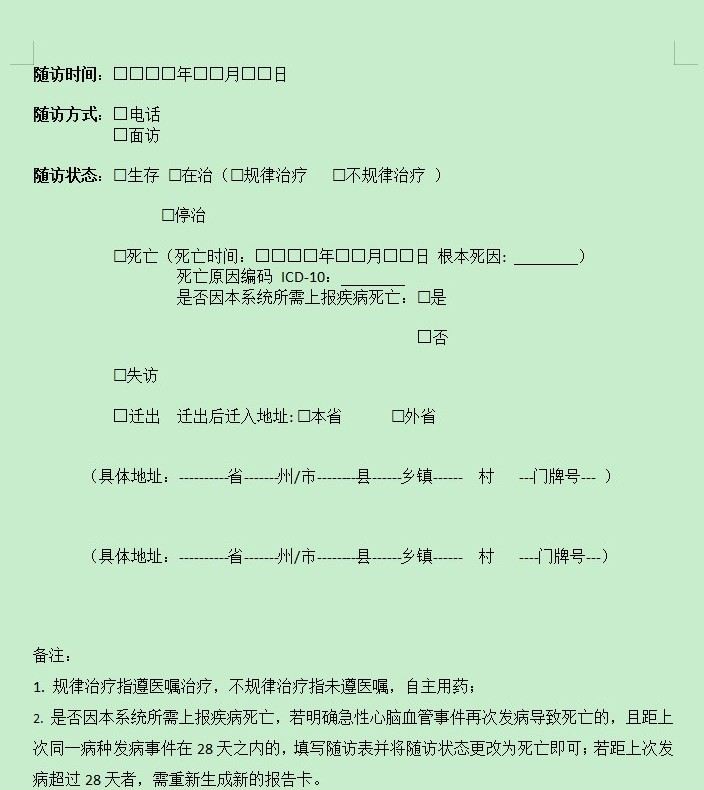 随访时间：□□□□年□□月□□日
随访方式：□电话
□面访
随访状态：□生存 □在治（□规律治疗 □不规律治疗 ）
□停治
□死亡（死亡时间：□□□□年□□月□□日 根本死因: ________）
死亡原因编码 ICD-10：________
是否因本系统所需上报疾病死亡：□是
□否
□失访
□迁出 迁出后迁入地址: □本省 □外省
（具体地址：----------省-------州/市--------县------乡镇------ 村 ---门牌号--- ）
（具体地址：----------省-------州/市--------县------乡镇------ 村 ----门牌号---）
备注：
1. 规律治疗指遵医嘱治疗，不规律治疗指未遵医嘱，自主用药；
2. 是否因本系统所需上报疾病死亡，若明确急性心脑血管事件再次发病导致死亡的，且距上
次同一病种发病事件在 28 天之内的，填写随访表并将随访状态更改为死亡即可；若距上次发
病超过 28 天者，需重新生成新的报告卡。